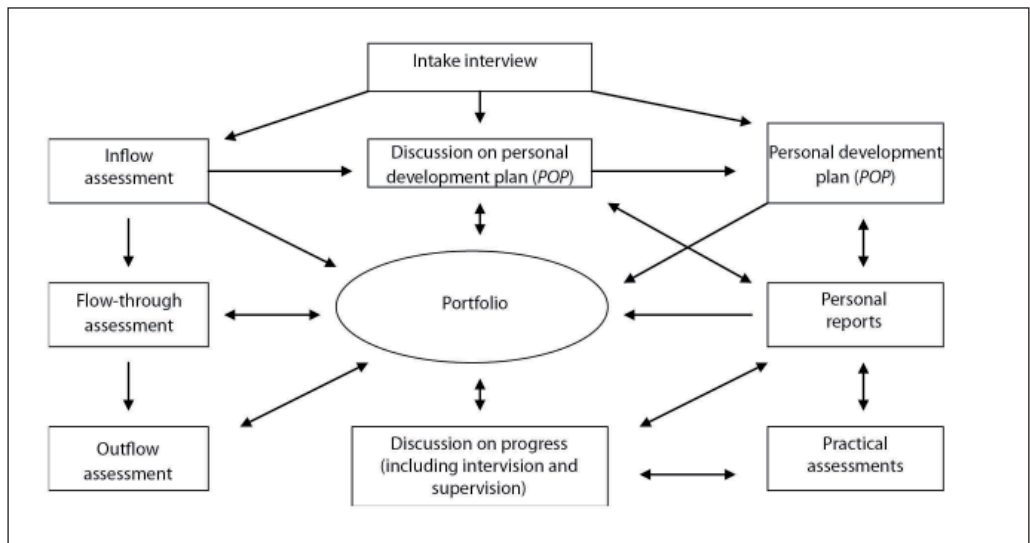 Intake interview
Inflow
assessment
Discussion on personal
development plan (POP)
Personal development
plan (POP)
Flow-through
assessment
Portfolio
Personal
reports
Outflow
assessment
Discussion on progress
(including intervision and
supervision)
Practical
assessments